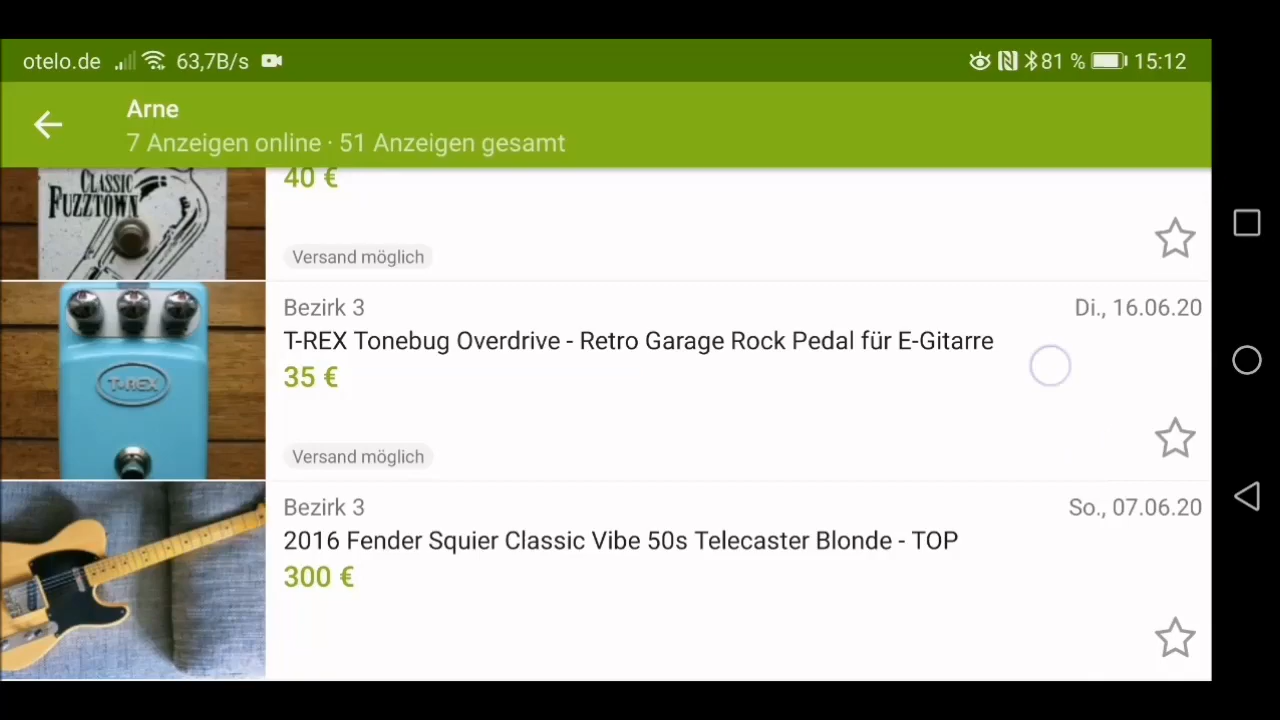 otelo.de 63,7B/s 81 % 15:12
Arne
7 Anzeigen online · 51 Anzeigen gesamt
CLASSIC
FUZZTOWN
40 €
Versand möglich
Bezirk 3 Di., 16.06.20
T-REX Tonebug Overdrive - Retro Garage Rock Pedal für E-Gitarre
35 €
T-REX
Versand möglich
Bezirk 3 So., 07.06.20
2016 Fender Squier Classic Vibe 50s Telecaster Blonde - TOP
300 €